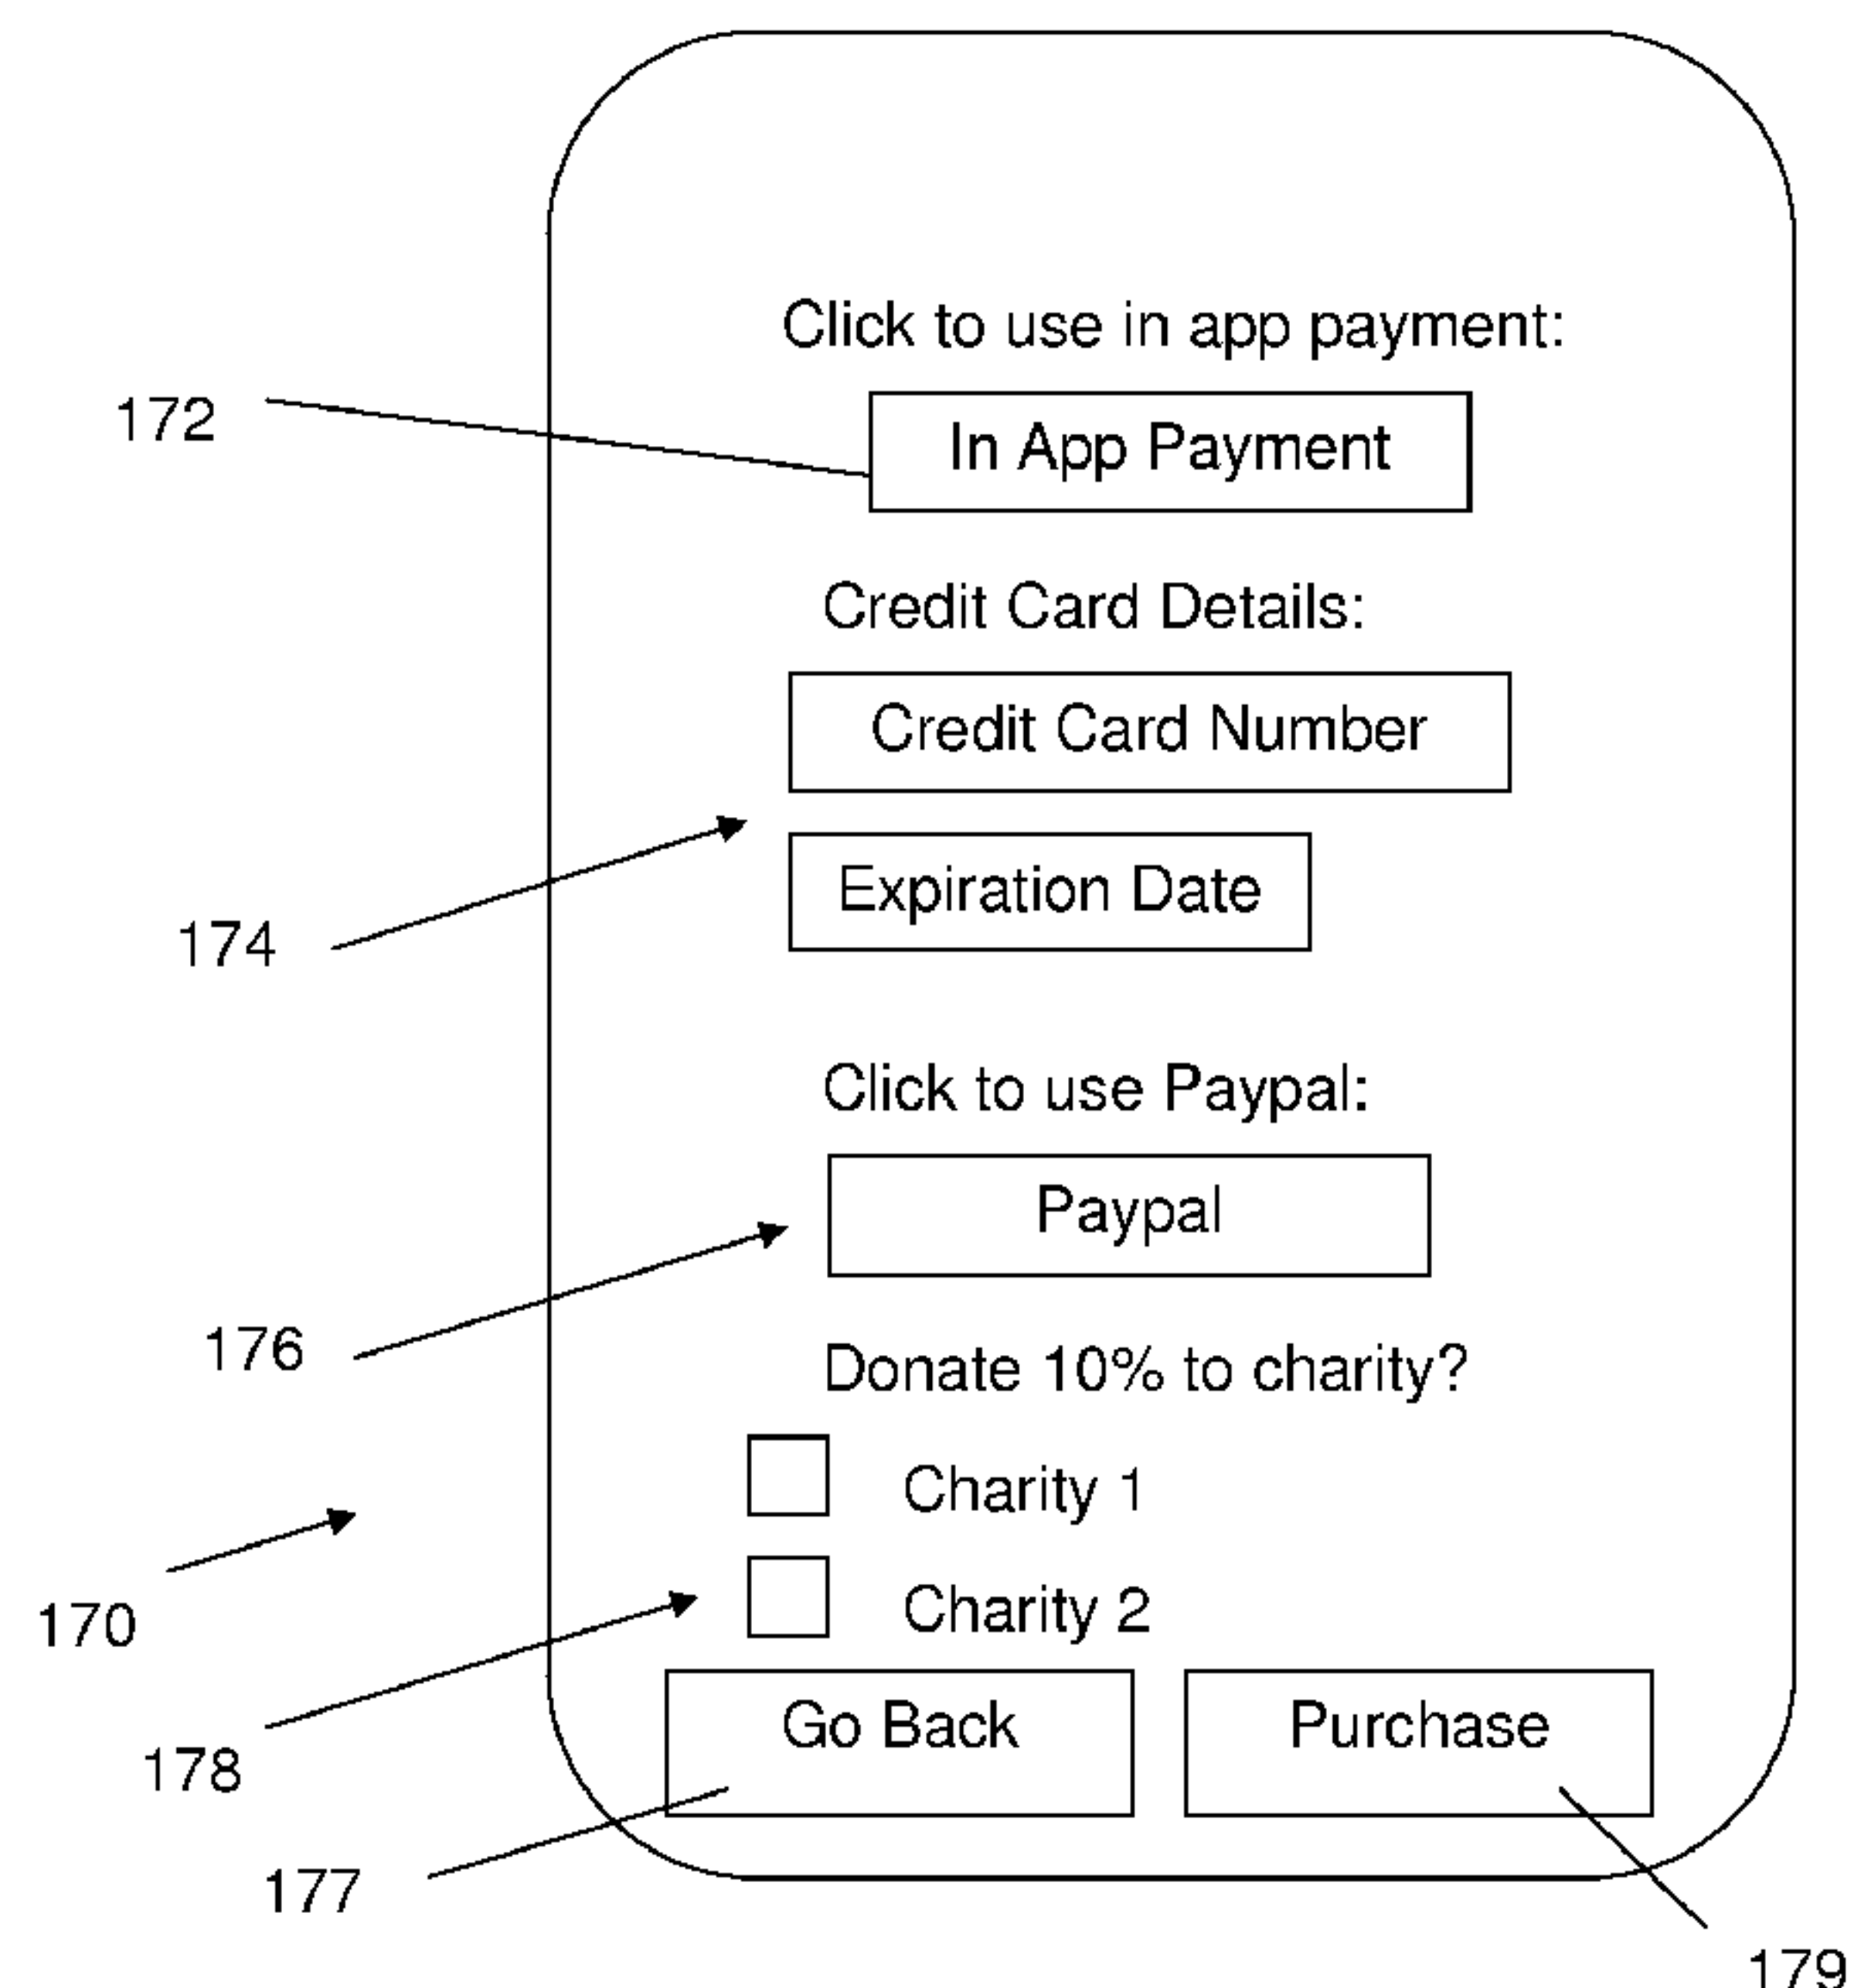 Click to use in app payment:
172
In App Payment
Credit Card Details:
Credit Card Number
Expiration Date
174
Click to use Paypal:
Paypal
176
Donate 10% to charity?
Charity 1
170
Charity 2
Go Back
Purchase
178
177
179